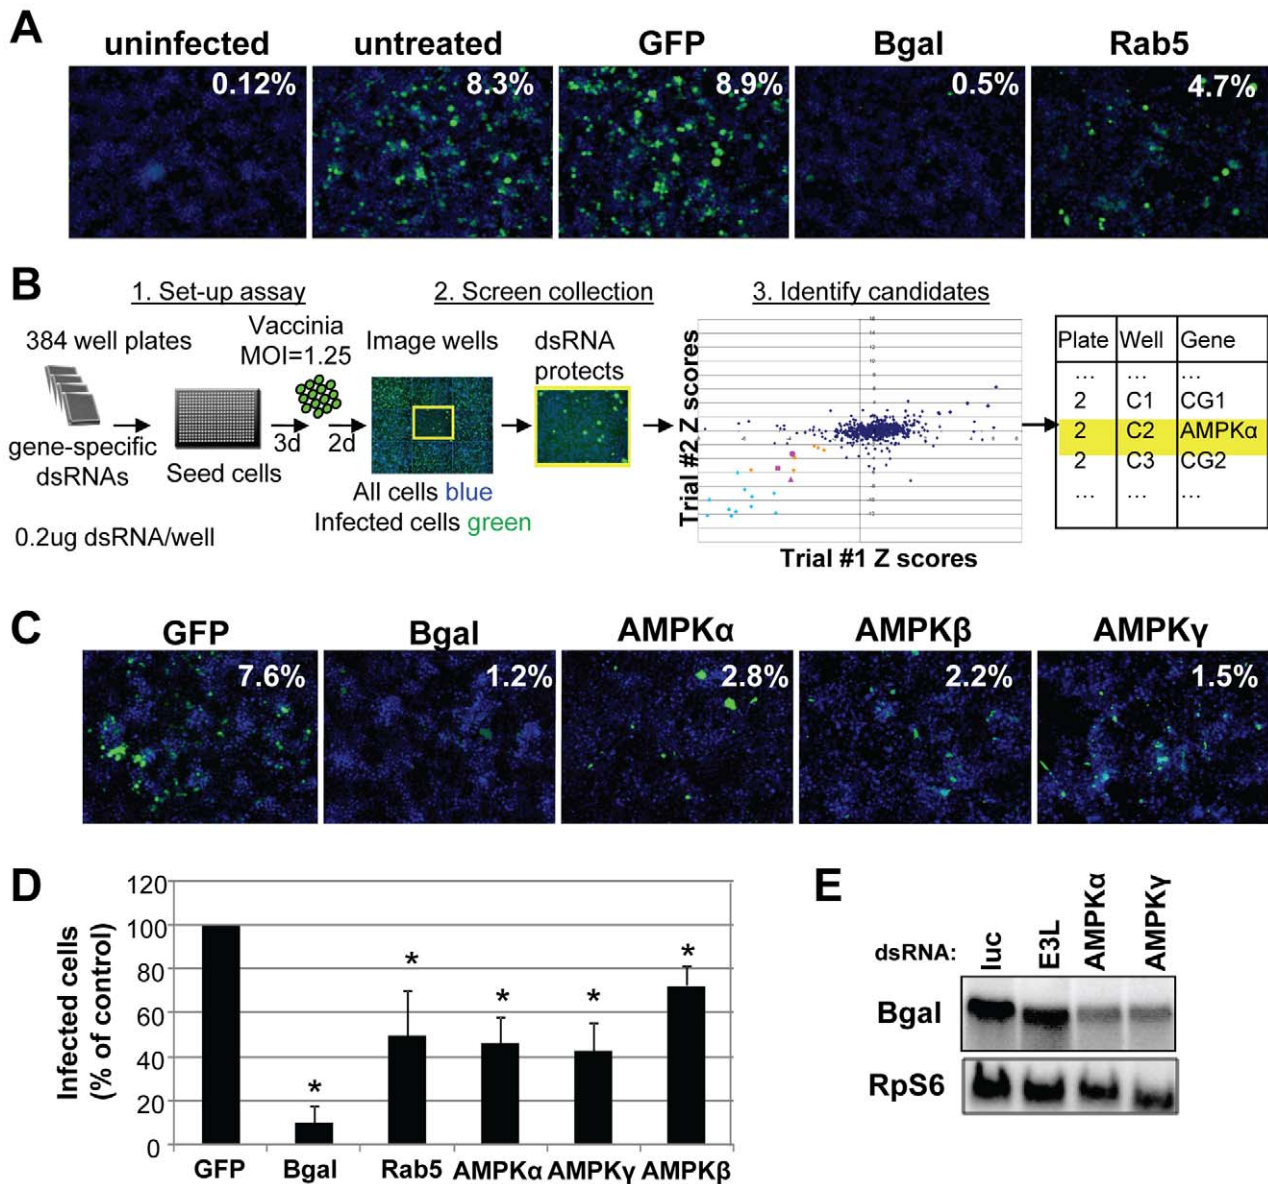 A
uninfected untreated GFP Bgal Rab5
0.12% 8.3% 8.9% 0.5% 4.7%
B
1. Set-up assay 2. Screen collection 3. Identify candidates
384 well plates
gene-specific
dsRNAs
0.2ug dsRNA/well
Seed cells
Vaccinia
MOI=1.25
3d 2d
Image wells
All cells blue
Infected cells green
dsRNA
protects
Trial #2 Z scores
Trial #1 Z scores
Plate Well Gene
... ... ...
2 C1 CG1
2 C2 AMPKα
2 C3 CG2
... ... ...
C
GFP Bgal AMPKα AMPKβ AMPKγ
7.6% 1.2% 2.8% 2.2% 1.5%
D
Infected cells
(% of control)
120
100
80
60
40
20
0
* * * * *
GFP Bgal Rab5 AMPKα AMPKγ AMPKβ
E
dsRNA: luc E3L AMPKα AMPKγ
Bgal
RpS6